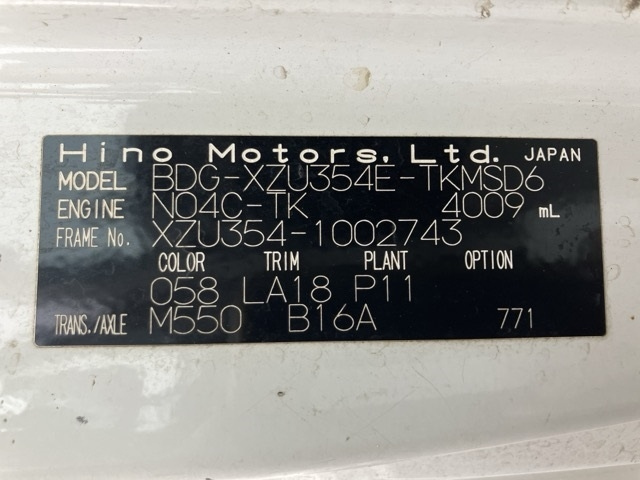 Hino Motors, Ltd. JAPAN
MODEL BDG-XZU354E-TKMSD6
ENGINE N04C-TK 4009 mL
FRAME No. XZU354-1002743
COLOR TRIM PLANT OPTION
058 LA18 P11
TRANS./AXLE M550 B16A 771